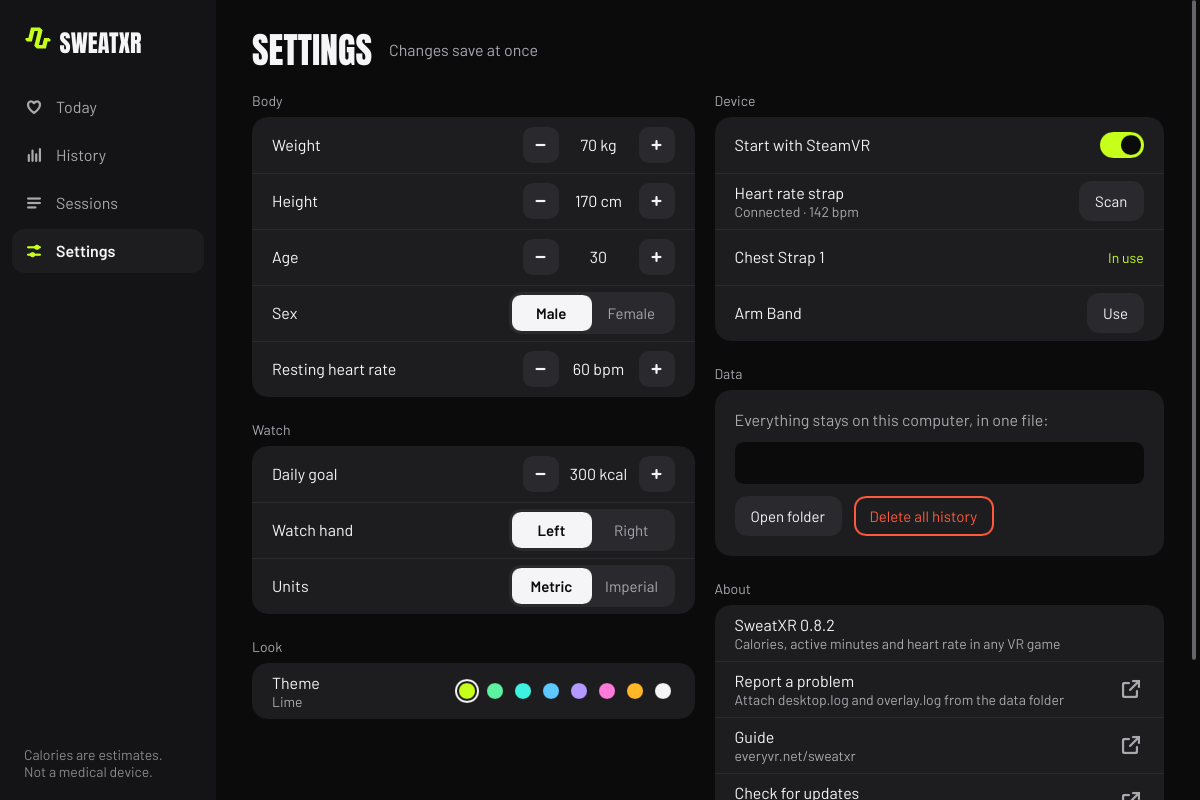 SWEATXR
Today
History
Sessions
Settings
Calories are estimates.
Not a medical device.
SETTINGS
Changes save at once
Body
Weight
− 70 kg +
Height
− 170 cm +
Age
− 30 +
Sex
Male Female
Resting heart rate
− 60 bpm +
Watch
Daily goal
− 300 kcal +
Watch hand
Left Right
Units
Metric Imperial
Look
Theme
Lime
Device
Start with SteamVR
Heart rate strap
Connected · 142 bpm
Scan
Chest Strap 1
In use
Arm Band
Use
Data
Everything stays on this computer, in one file:
Open folder
Delete all history
About
SweatXR 0.8.2
Calories, active minutes and heart rate in any VR game
Report a problem
Attach desktop.log and overlay.log from the data folder
Guide
everyvr.net/sweatxr
Check for updates